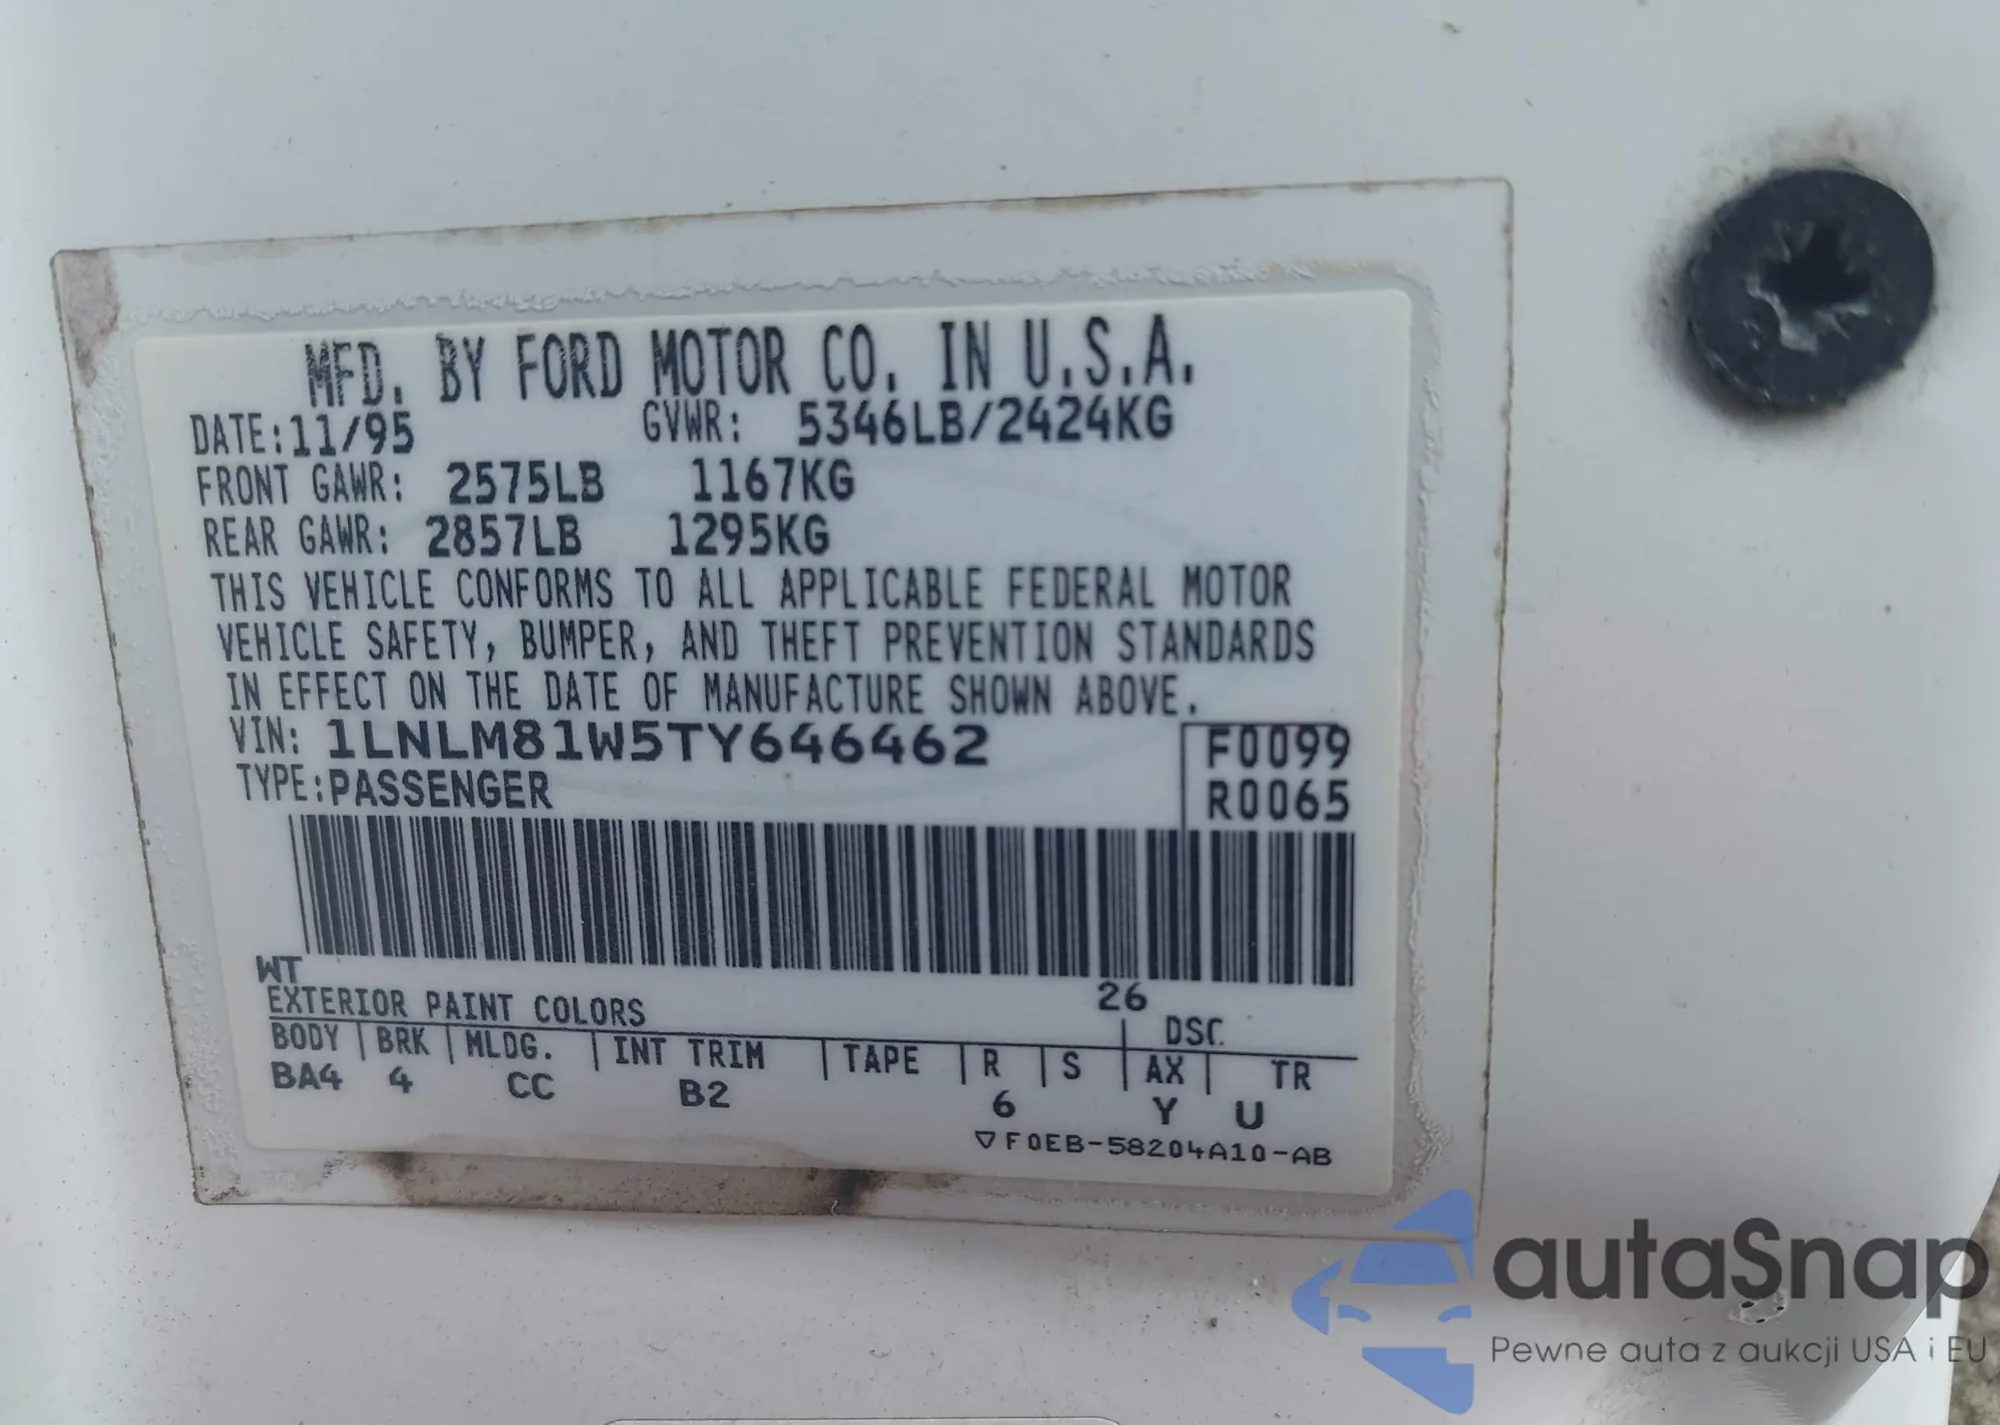 MFD. BY FORD MOTOR CO. IN U.S.A.
DATE:11/95 GVWR: 5346LB/2424KG
FRONT GAWR: 2575LB 1167KG
REAR GAWR: 2857LB 1295KG
THIS VEHICLE CONFORMS TO ALL APPLICABLE FEDERAL MOTOR
VEHICLE SAFETY, BUMPER, AND THEFT PREVENTION STANDARDS
IN EFFECT ON THE DATE OF MANUFACTURE SHOWN ABOVE.
VIN: 1LNLM81W5TY646462 F0099
TYPE:PASSENGER R0065
WT
EXTERIOR PAINT COLORS 26 DSC
BODY BRK MLDG. INT TRIM TAPE R S AX TR
BA4 4 CC B2 6 Y U
F0EB-58204A10-AB
autaSnap
Pewne auta z aukcji USA i EU